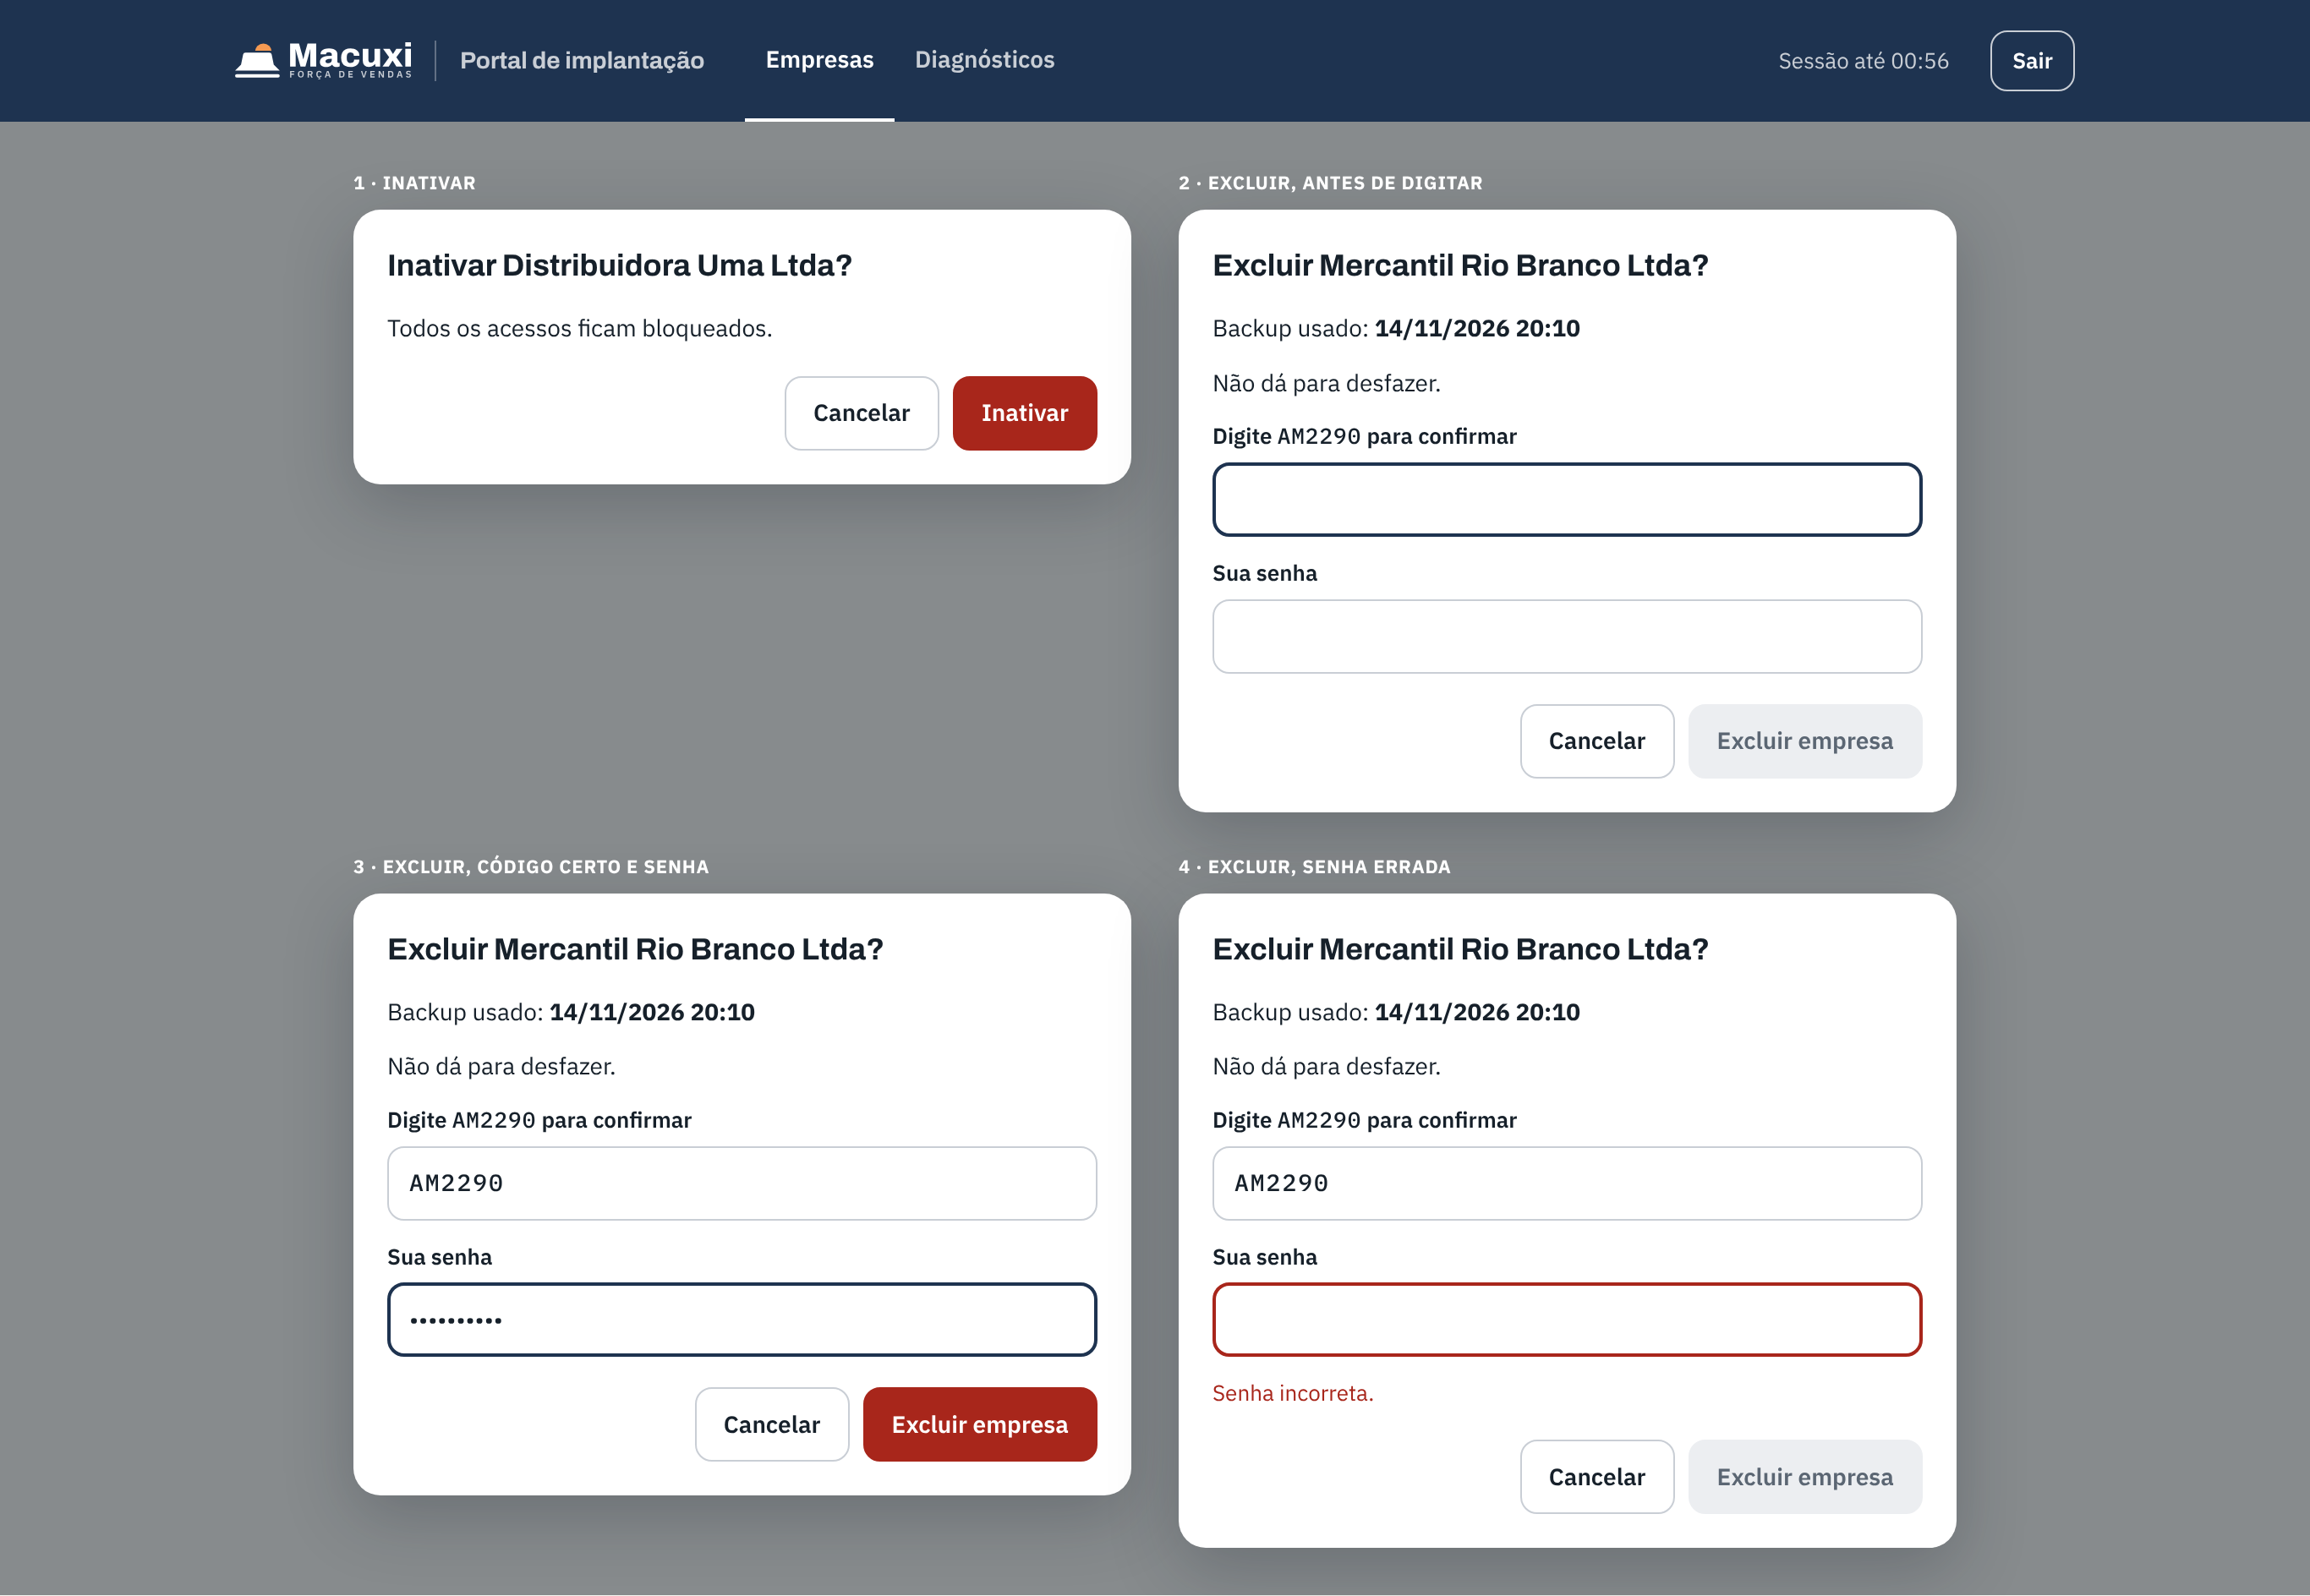 Macuxi
FORÇA DE VENDAS
Portal de implantação
Empresas
Diagnósticos
Sessão até 00:56
Sair
1 · INATIVAR
Inativar Distribuidora Uma Ltda?
Todos os acessos ficam bloqueados.
Cancelar
Inativar
2 · EXCLUIR, ANTES DE DIGITAR
Excluir Mercantil Rio Branco Ltda?
Backup usado: 14/11/2026 20:10
Não dá para desfazer.
Digite AM2290 para confirmar
Sua senha
Cancelar
Excluir empresa
3 · EXCLUIR, CÓDIGO CERTO E SENHA
Excluir Mercantil Rio Branco Ltda?
Backup usado: 14/11/2026 20:10
Não dá para desfazer.
Digite AM2290 para confirmar
AM2290
Sua senha
••••••••••
Cancelar
Excluir empresa
4 · EXCLUIR, SENHA ERRADA
Excluir Mercantil Rio Branco Ltda?
Backup usado: 14/11/2026 20:10
Não dá para desfazer.
Digite AM2290 para confirmar
AM2290
Sua senha
Senha incorreta.
Cancelar
Excluir empresa